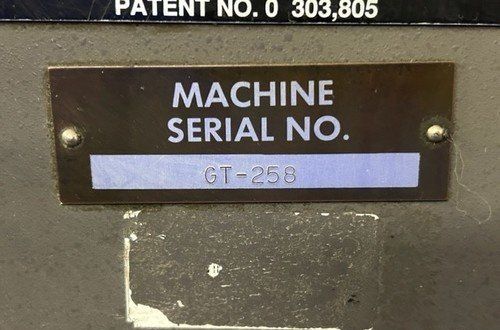 PATENT NO. 0 303,805
MACHINE
SERIAL NO.
GT-258